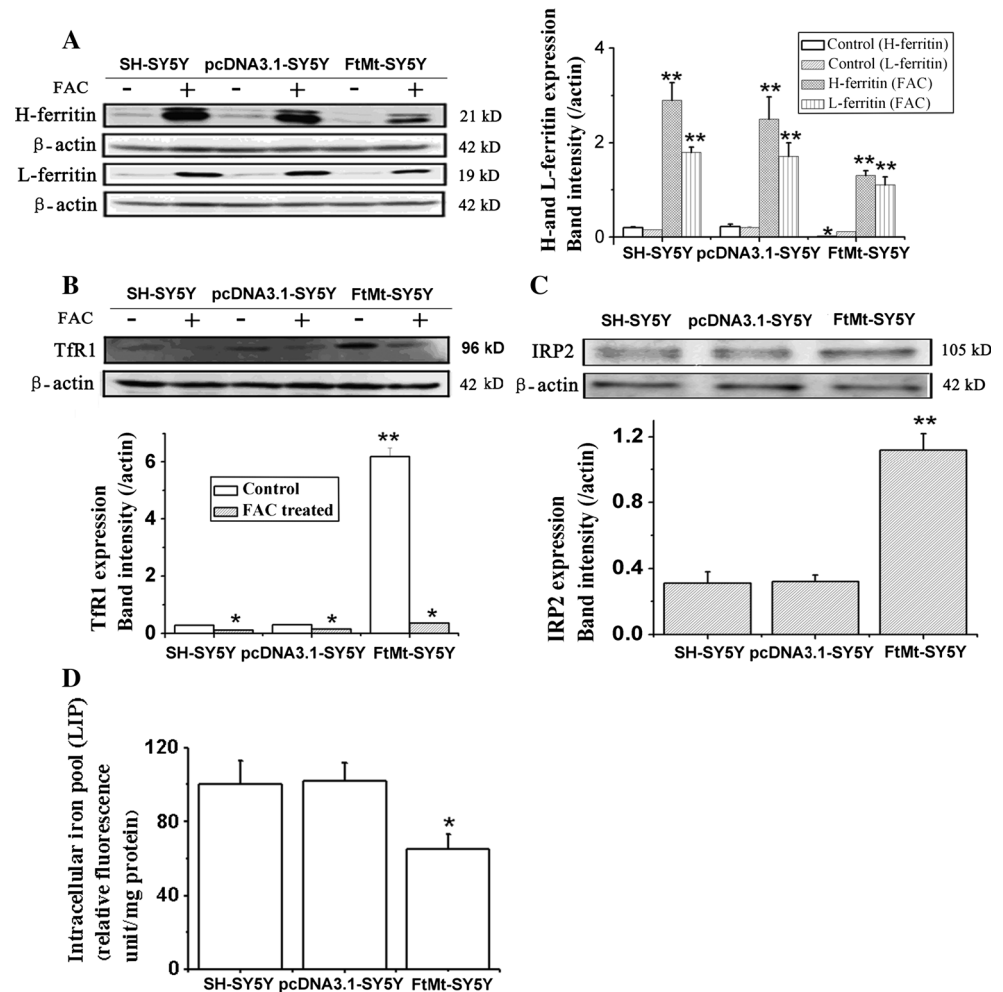 A
SH-SY5Y pcDNA3.1-SY5Y FtMt-SY5Y
FAC - + - + - +
H-ferritin 21 kD
β-actin 42 kD
L-ferritin 19 kD
β-actin 42 kD
H-and L-ferritin expression
Band intensity (/actin)
4
2
0
Control (H-ferritin)
Control (L-ferritin)
H-ferritin (FAC)
L-ferritin (FAC)
** ** ** ** * ** **
SH-SY5Y pcDNA3.1-SY5Y FtMt-SY5Y
B
SH-SY5Y pcDNA3.1-SY5Y FtMt-SY5Y
FAC - + - + - +
TfR1 96 kD
β-actin 42 kD
TfR1 expression
Band intensity (/actin)
6
4
2
0
Control
FAC treated
* * ** *
SH-SY5Y pcDNA3.1-SY5Y FtMt-SY5Y
C
SH-SY5Y pcDNA3.1-SY5Y FtMt-SY5Y
IRP2 105 kD
β-actin 42 kD
IRP2 expression
Band intensity (/actin)
1.2
0.8
0.4
0.0
**
SH-SY5Y pcDNA3.1-SY5Y FtMt-SY5Y
D
Intracellular iron pool (LIP)
(relative fluorescence
unit/mg protein)
120
80
40
0
*
SH-SY5Y pcDNA3.1-SY5Y FtMt-SY5Y